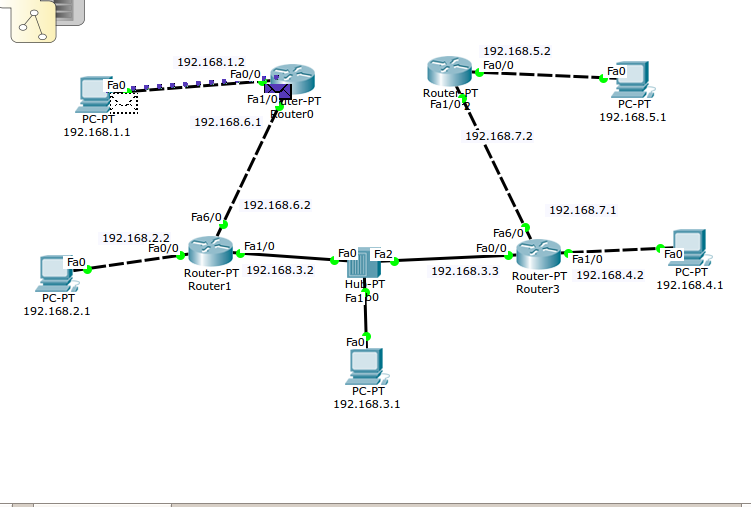 192.168.1.2
192.168.5.2
Fa0
Fa0/0
Fa0/0
Fa0
Fa1/0
Router-PT
Router0
Router-PT
Fa1/0
PC-PT
192.168.1.1
PC-PT
192.168.5.1
192.168.6.1
192.168.7.2
192.168.6.2
192.168.7.1
Fa6/0
Fa6/0
192.168.2.2
Fa0/0
Fa1/0
Fa0
Fa2
Fa0/0
Fa1/0
Fa0
Fa0
Router-PT
Router1
192.168.3.2
Hub-PT
192.168.3.3
Router-PT
Router3
192.168.4.2
PC-PT
192.168.4.1
PC-PT
192.168.2.1
Fa1
Fa0
PC-PT
192.168.3.1